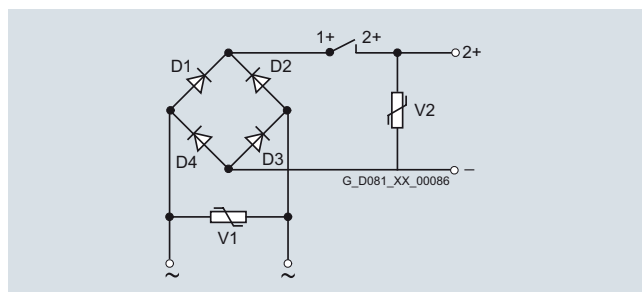 1+ 2+
2+
D1 D2
V2
D4 D3
−
G_D081_XX_00086
V1
~ ~